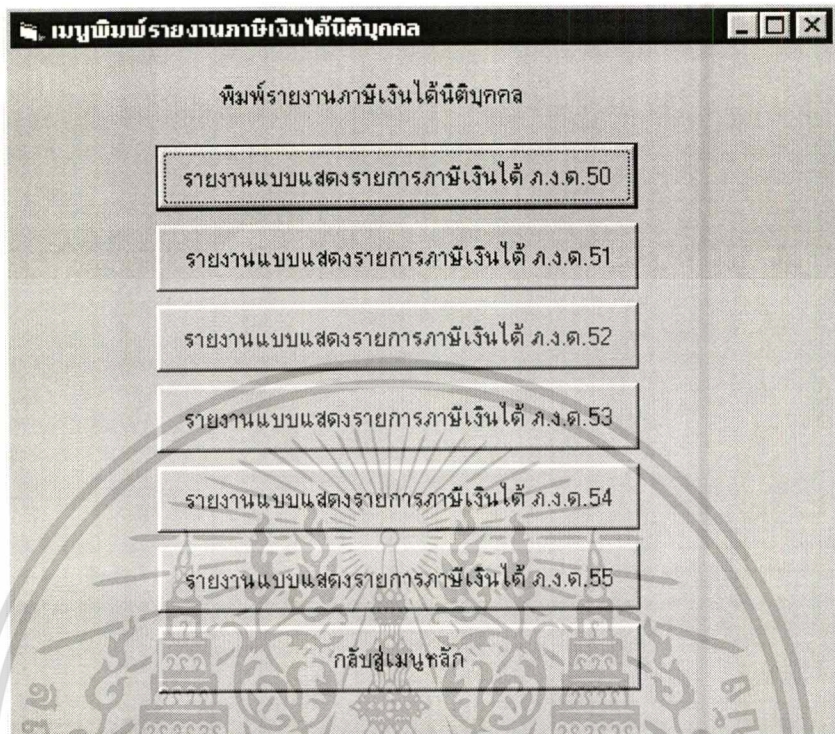 เมนูพิมพ์รายงานภาษีเงินได้นิติบุคคล
พิมพ์รายงานภาษีเงินได้นิติบุคคล
รายงานแบบแสดงรายการภาษีเงินได้ ภ.ง.ด.50
รายงานแบบแสดงรายการภาษีเงินได้ ภ.ง.ด.51
รายงานแบบแสดงรายการภาษีเงินได้ ภ.ง.ด.52
รายงานแบบแสดงรายการภาษีเงินได้ ภ.ง.ด.53
รายงานแบบแสดงรายการภาษีเงินได้ ภ.ง.ด.54
รายงานแบบแสดงรายการภาษีเงินได้ ภ.ง.ด.55
กลับสู่เมนูหลัก